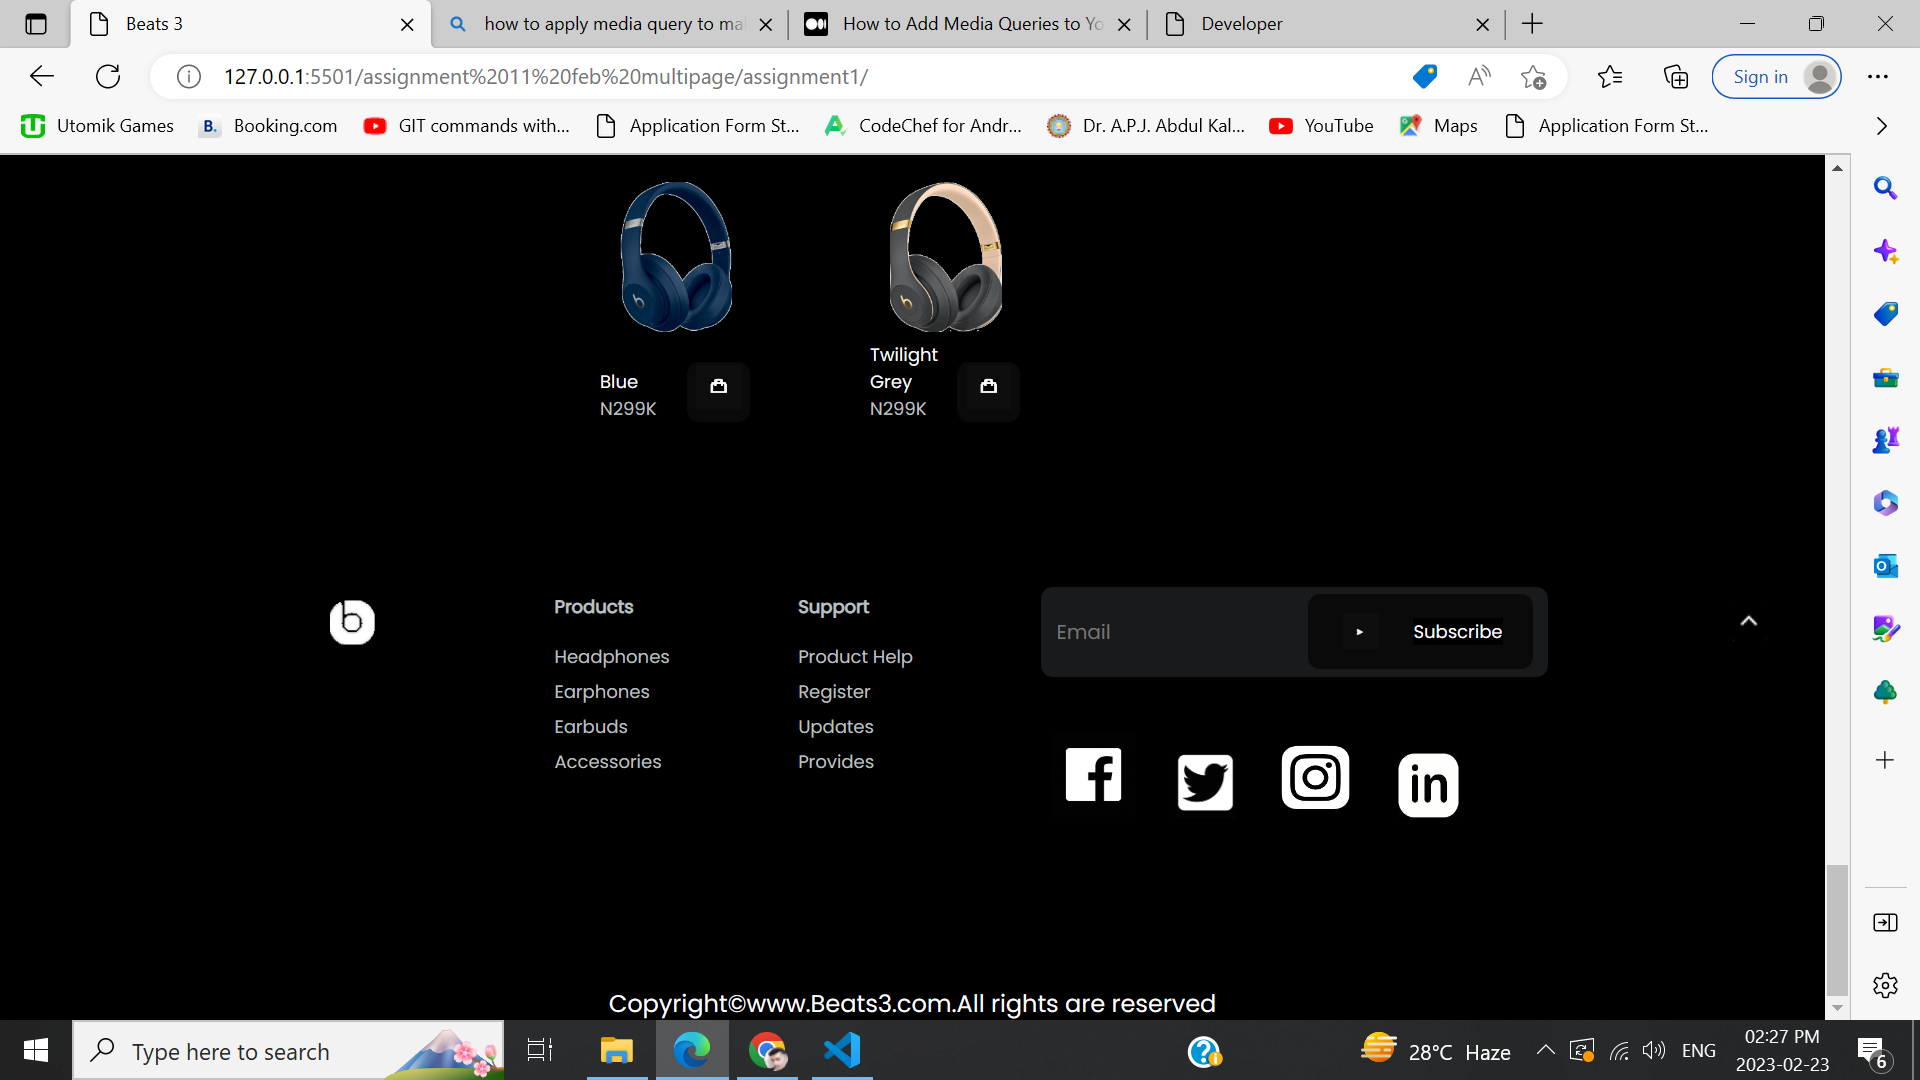 Beats 3
how to apply media query to mal
How to Add Media Queries to Yo
Developer
127.0.0.1:5501/assignment%2011%20feb%20multipage/assignment1/
Sign in
Utomik Games
Booking.com
GIT commands with...
Application Form St...
CodeChef for Andr...
Dr. A.P.J. Abdul Kal...
YouTube
Maps
Application Form St...
Blue
N299K
Twilight
Grey
N299K
Products
Headphones
Earphones
Earbuds
Accessories
Support
Product Help
Register
Updates
Provides
Email
Subscribe
Copyright©www.Beats3.com.All rights are reserved
Type here to search
28°C Haze
ENG
02:27 PM
2023-02-23
6